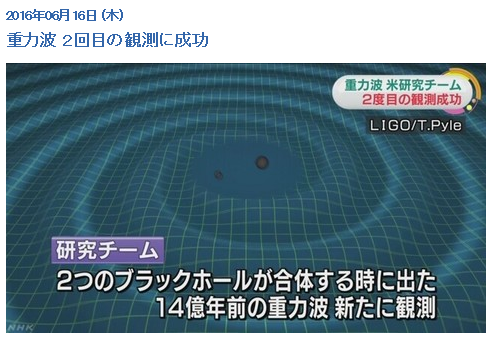 2016年06月16日 (木)
重力波 2回目の観測に成功
重力波 米研究チーム
2度目の観測成功
LIGO/T.Pyle
研究チーム
2つのブラックホールが合体する時に出た
14億年前の重力波 新たに観測
NHK